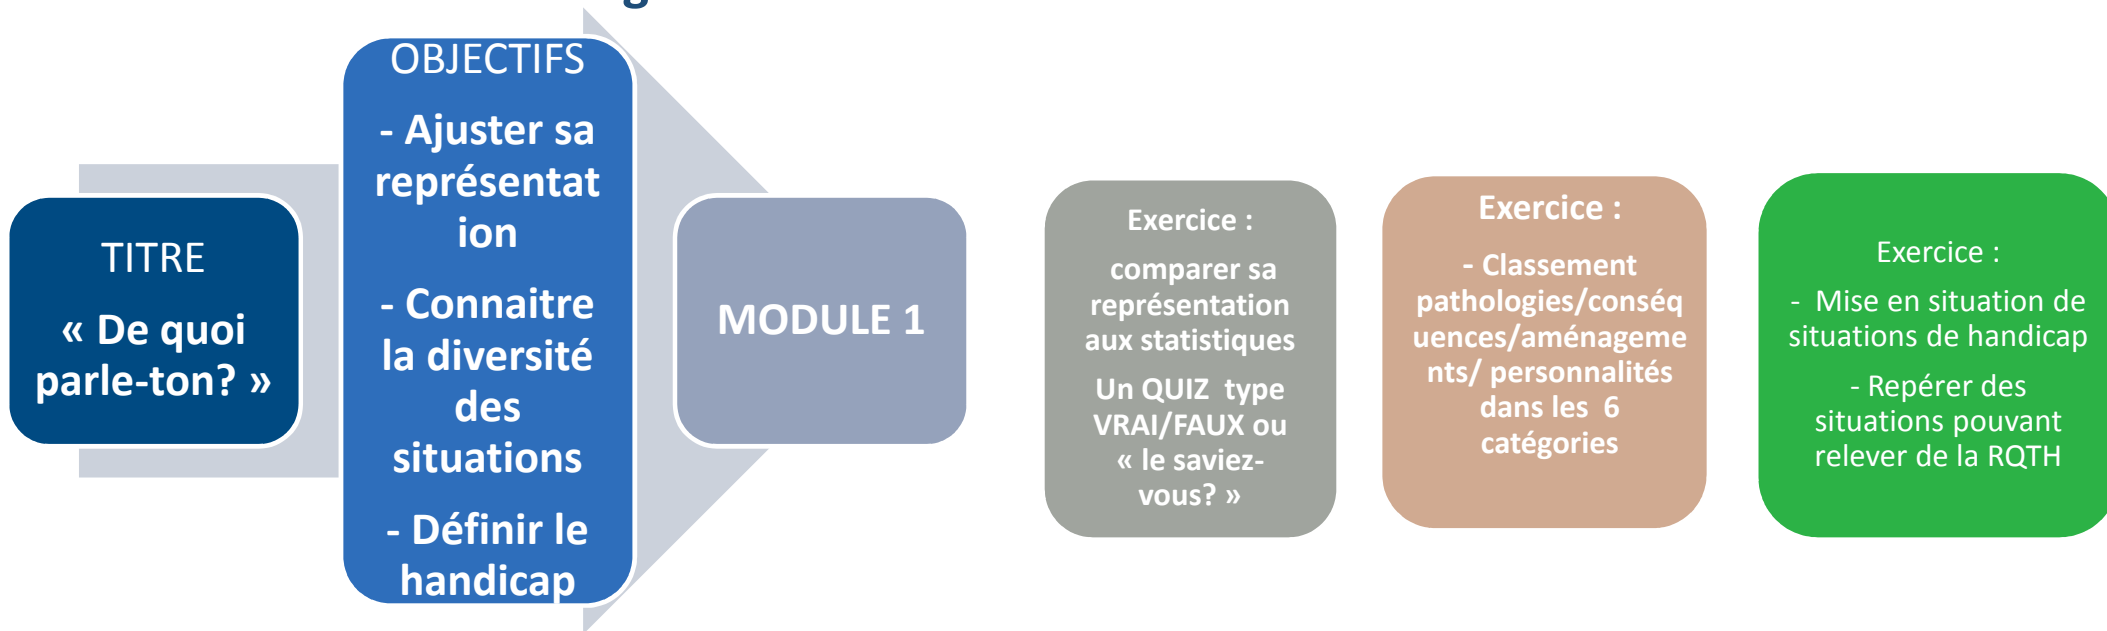 TITRE
« De quoi
parle-ton? »
OBJECTIFS
- Ajuster sa
représentat
ion
- Connaitre
la diversité
des
situations
- Définir le
handicap
MODULE 1
Exercice :
comparer sa
représentation
aux statistiques
Un QUIZ type
VRAI/FAUX ou
« le saviez-
vous? »
Exercice :
- Classement
pathologies/conséq
uences/aménageme
nts/ personnalités
dans les 6
catégories
Exercice :
- Mise en situation de
situations de handicap
- Repérer des
situations pouvant
relever de la RQTH